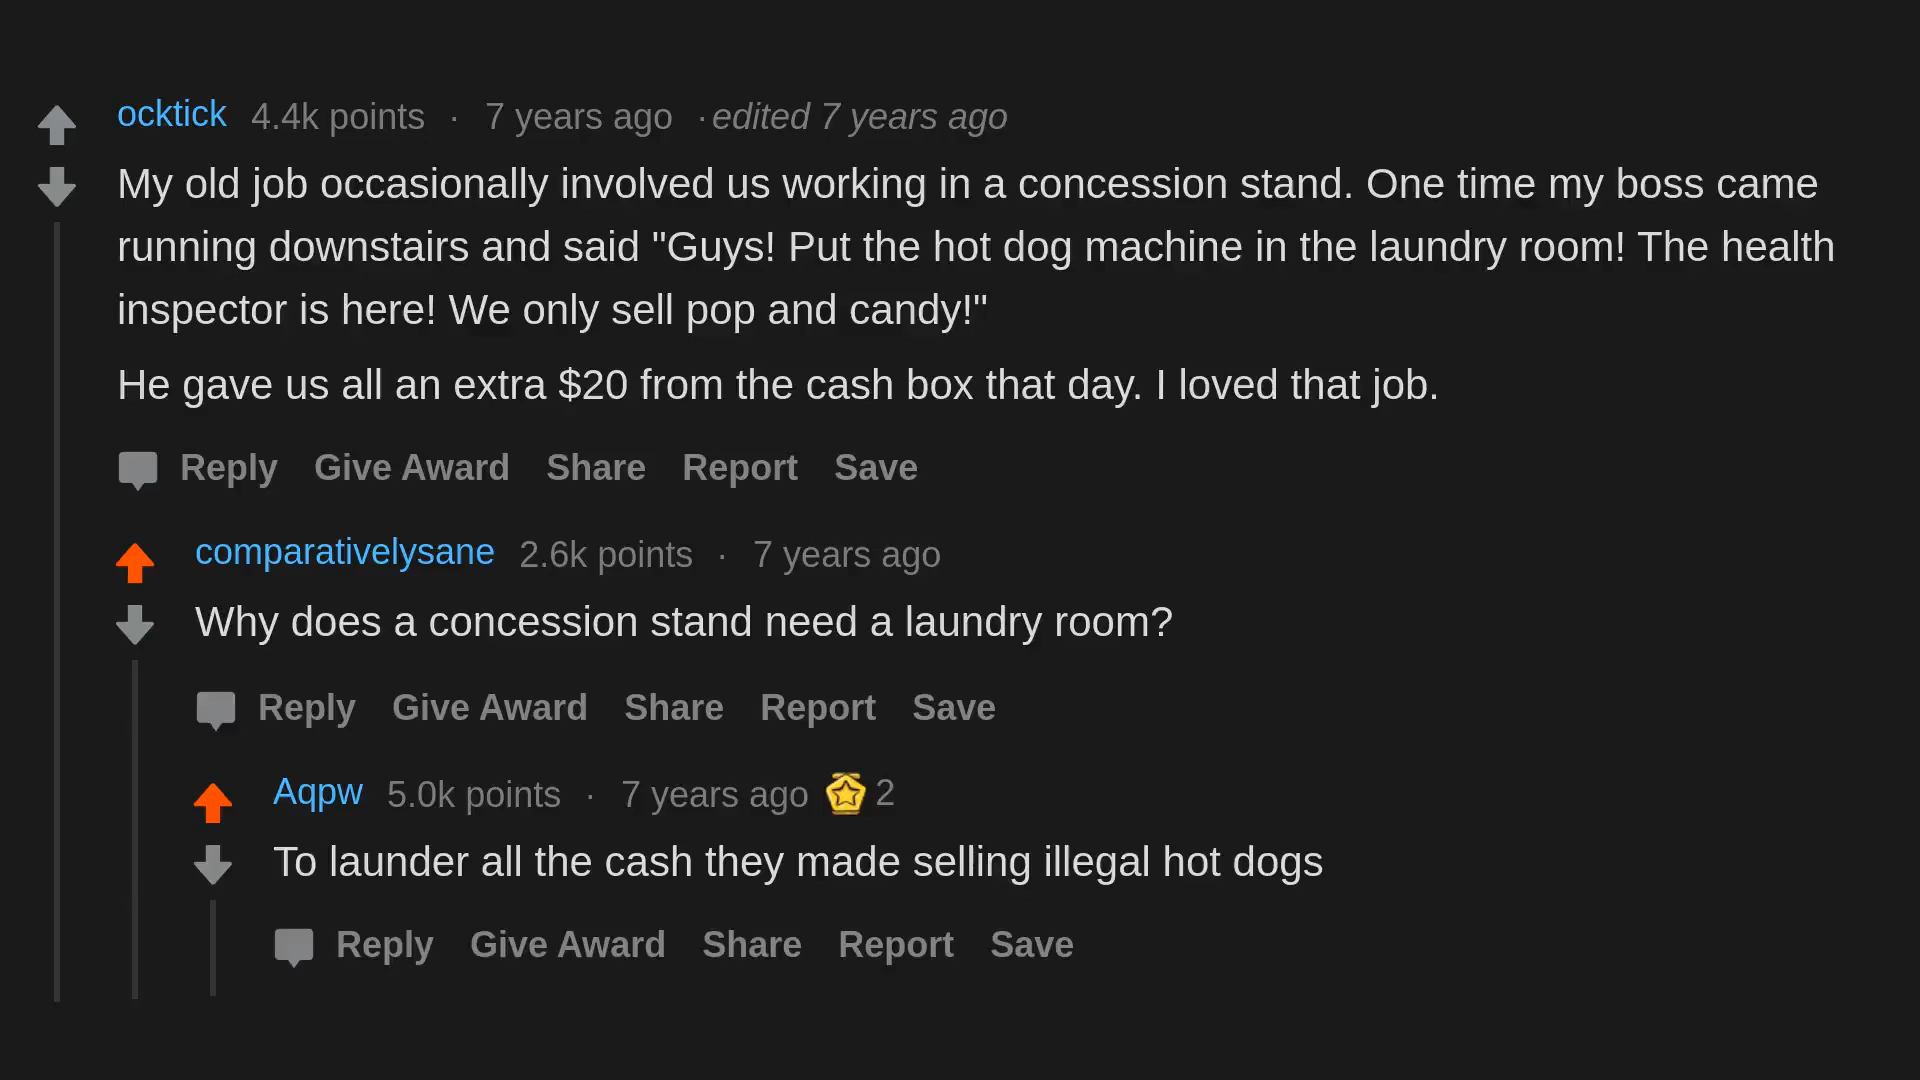 ocktick 4.4k points · 7 years ago · edited 7 years ago
My old job occasionally involved us working in a concession stand. One time my boss came
running downstairs and said "Guys! Put the hot dog machine in the laundry room! The health
inspector is here! We only sell pop and candy!"
He gave us all an extra $20 from the cash box that day. I loved that job.
Reply Give Award Share Report Save
comparativelysane 2.6k points · 7 years ago
Why does a concession stand need a laundry room?
Reply Give Award Share Report Save
Aqpw 5.0k points · 7 years ago 2
To launder all the cash they made selling illegal hot dogs
Reply Give Award Share Report Save